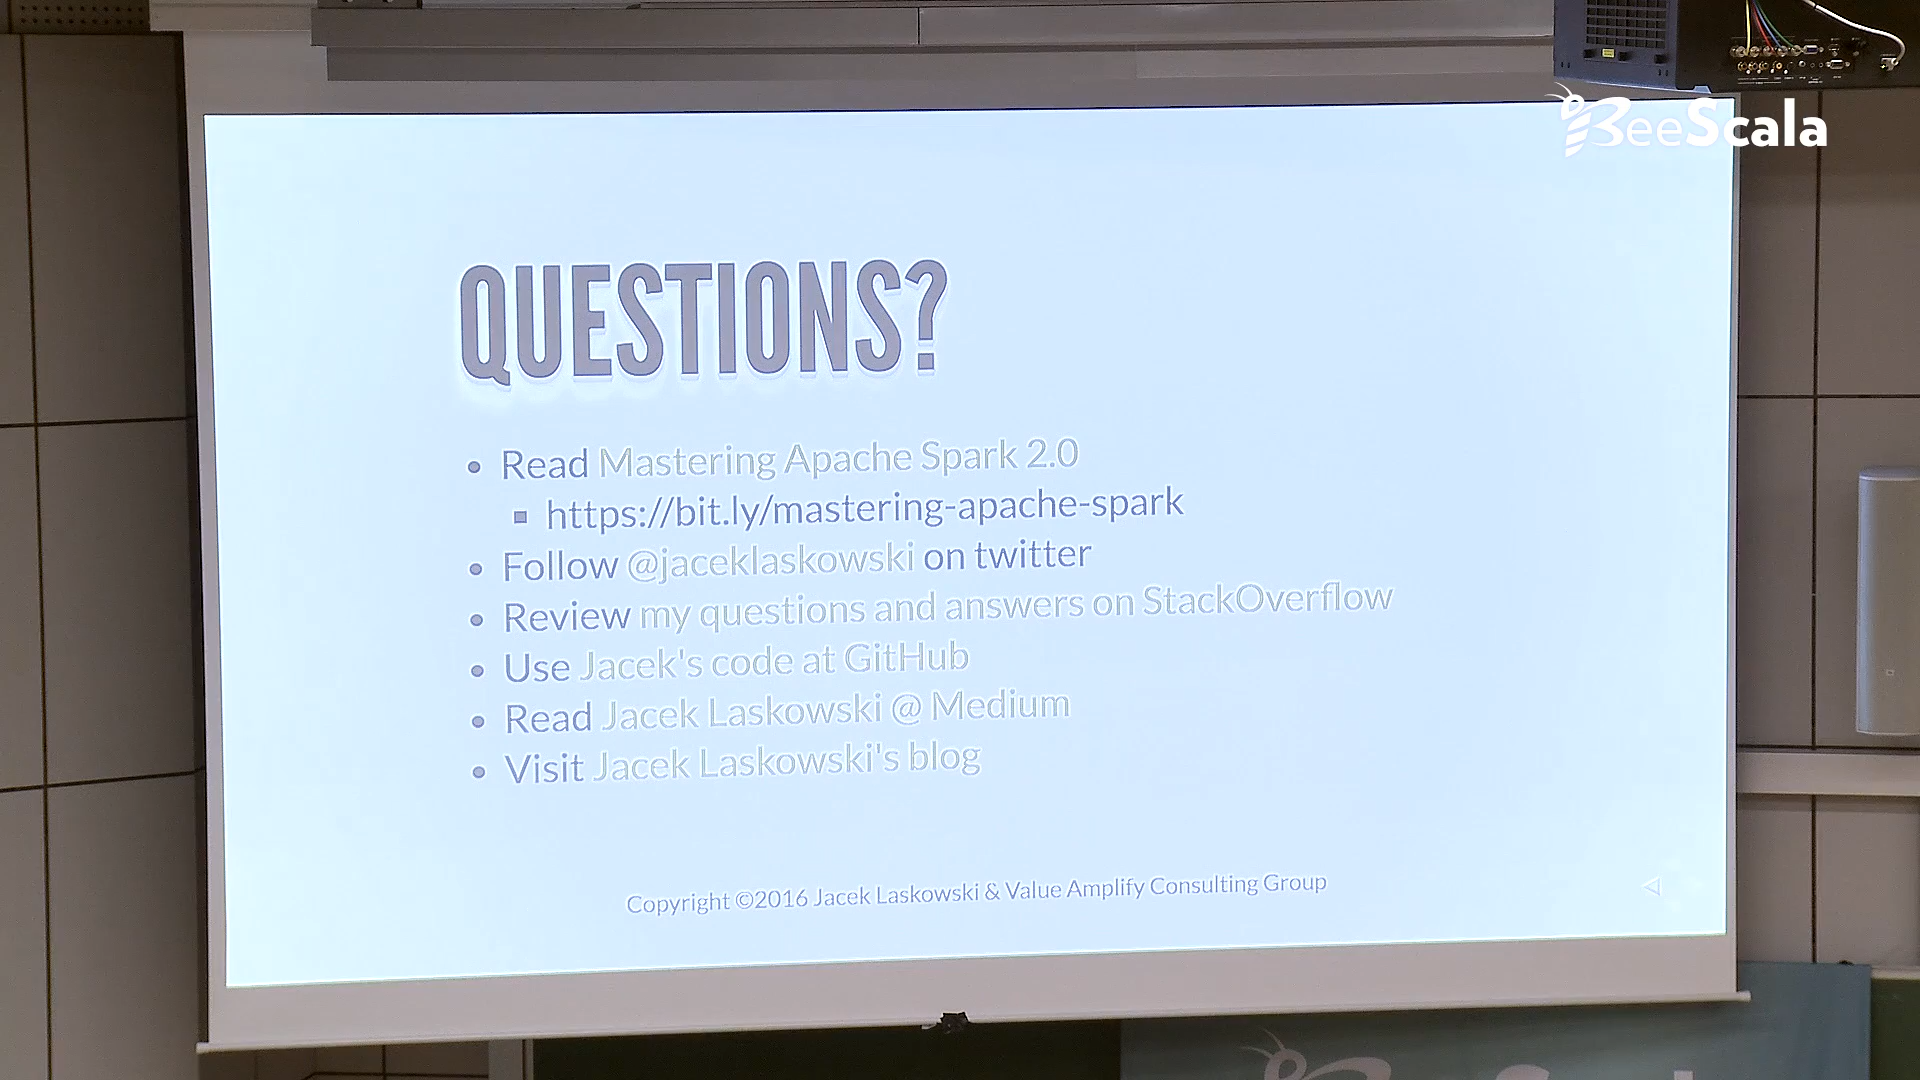 BeeScala
QUESTIONS?
Read Mastering Apache Spark 2.0
https://bit.ly/mastering-apache-spark
Follow @jaceklaskowski on twitter
Review my questions and answers on StackOverflow
Use Jacek's code at GitHub
Read Jacek Laskowski @ Medium
Visit Jacek Laskowski's blog
Copyright ©2016 Jacek Laskowski & Value Amplify Consulting Group